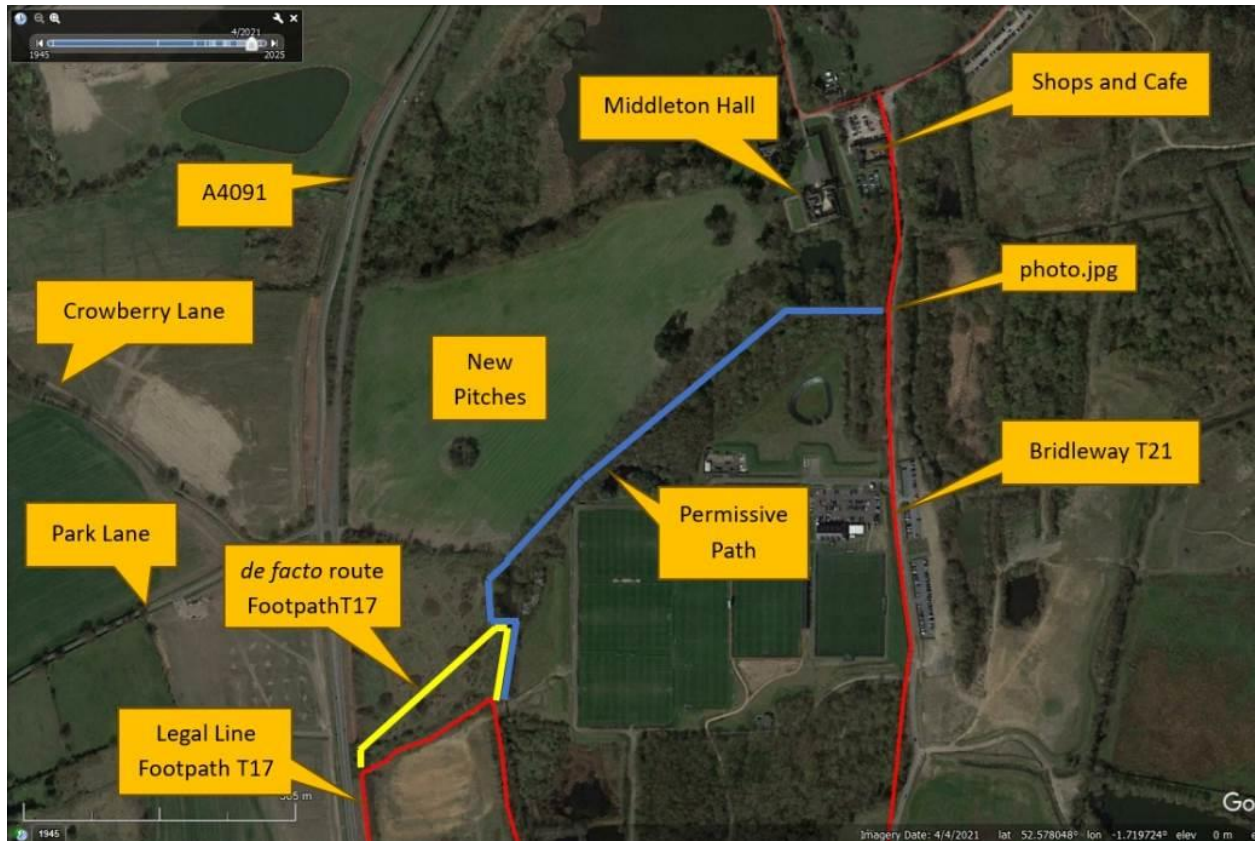 4/2021
1945
2025
Middleton Hall
Shops and Cafe
A4091
photo.jpg
Crowberry Lane
New
Pitches
Bridleway T21
Park Lane
Permissive
Path
de facto route
FootpathT17
Legal Line
Footpath T17
m
Go
1945
Imagery Date: 4/4/2021 lat 52.578048° lon -1.719724° elev 0 m e